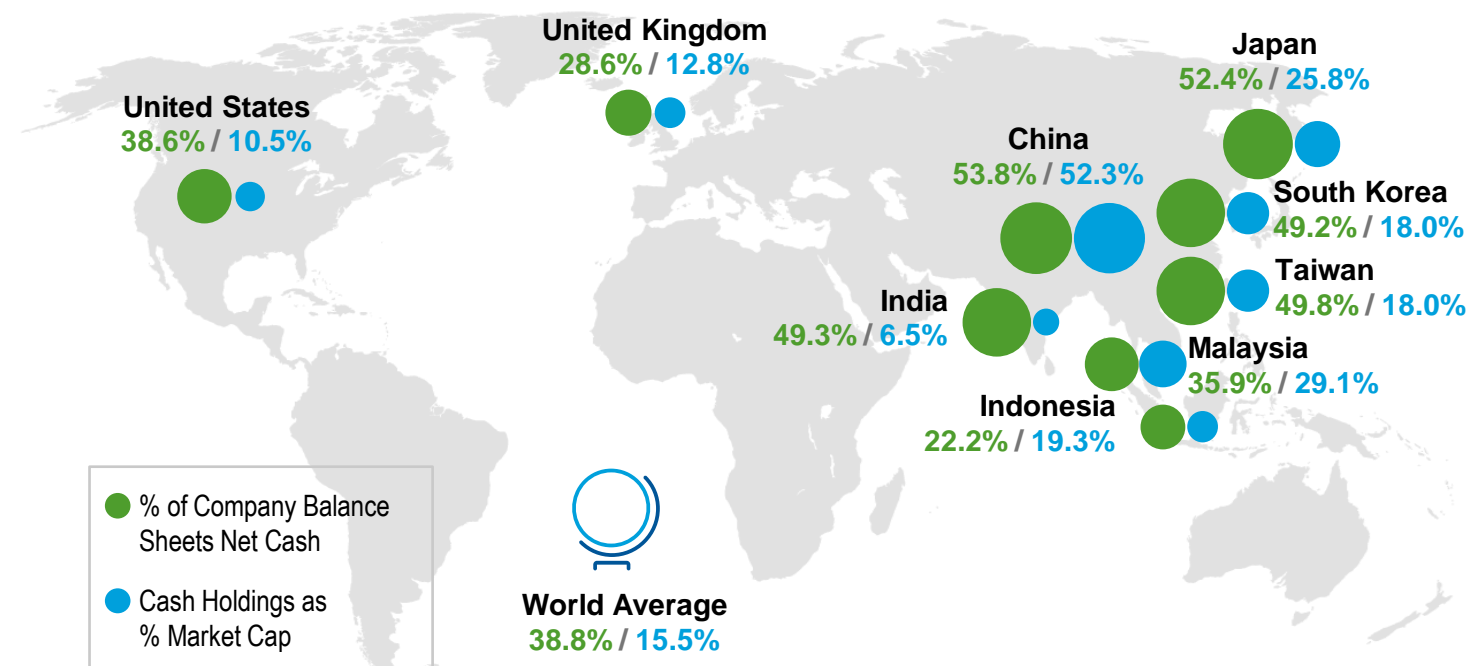 United Kingdom
28.6% / 12.8%
Japan
52.4% / 25.8%
United States
38.6% / 10.5%
China
53.8% / 52.3%
South Korea
49.2% / 18.0%
Taiwan
49.8% / 18.0%
India
49.3% / 6.5%
Malaysia
35.9% / 29.1%
Indonesia
22.2% / 19.3%
% of Company Balance
Sheets Net Cash
Cash Holdings as
% Market Cap
World Average
38.8% / 15.5%